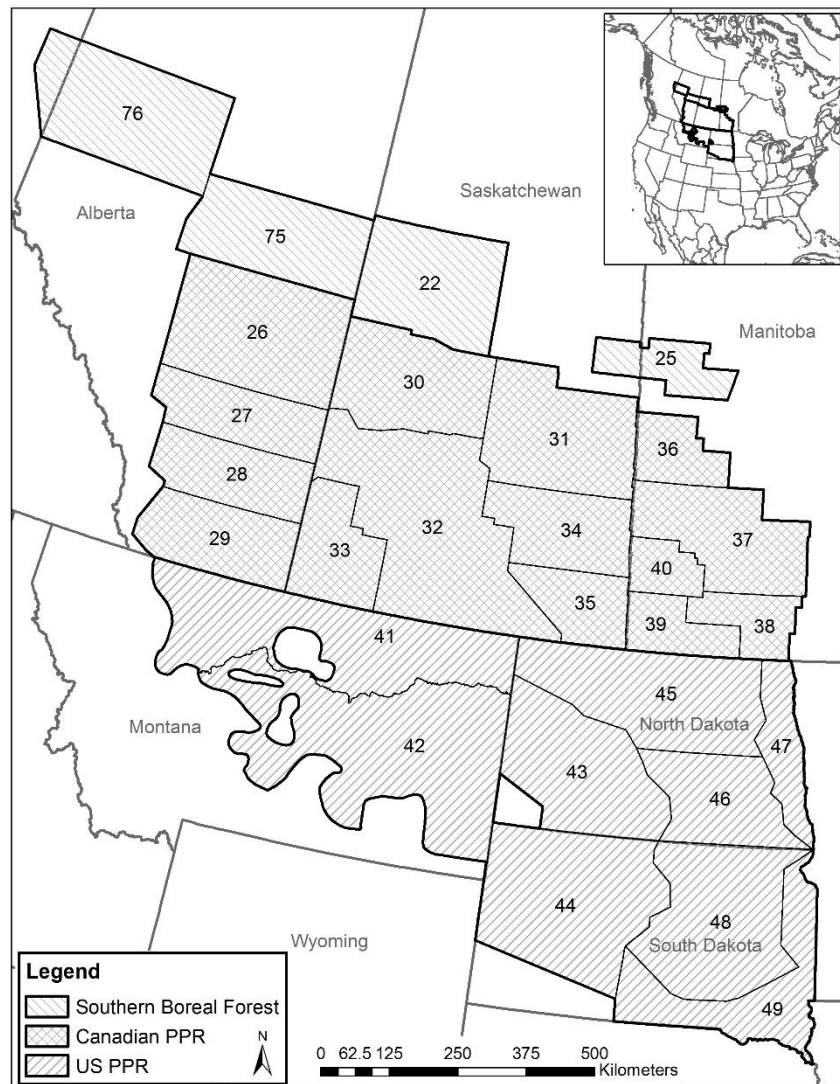 76
Alberta
75
Saskatchewan
22
Manitoba
25
26
30
31
36
27
28
32
34
37
29
33
40
35
39
38
41
45
North Dakota
47
Montana
42
43
46
44
48
South Dakota
Wyoming
49
Legend
Southern Boreal Forest
Canadian PPR
US PPR
N
0 62.5 125 250 375 500
Kilometers